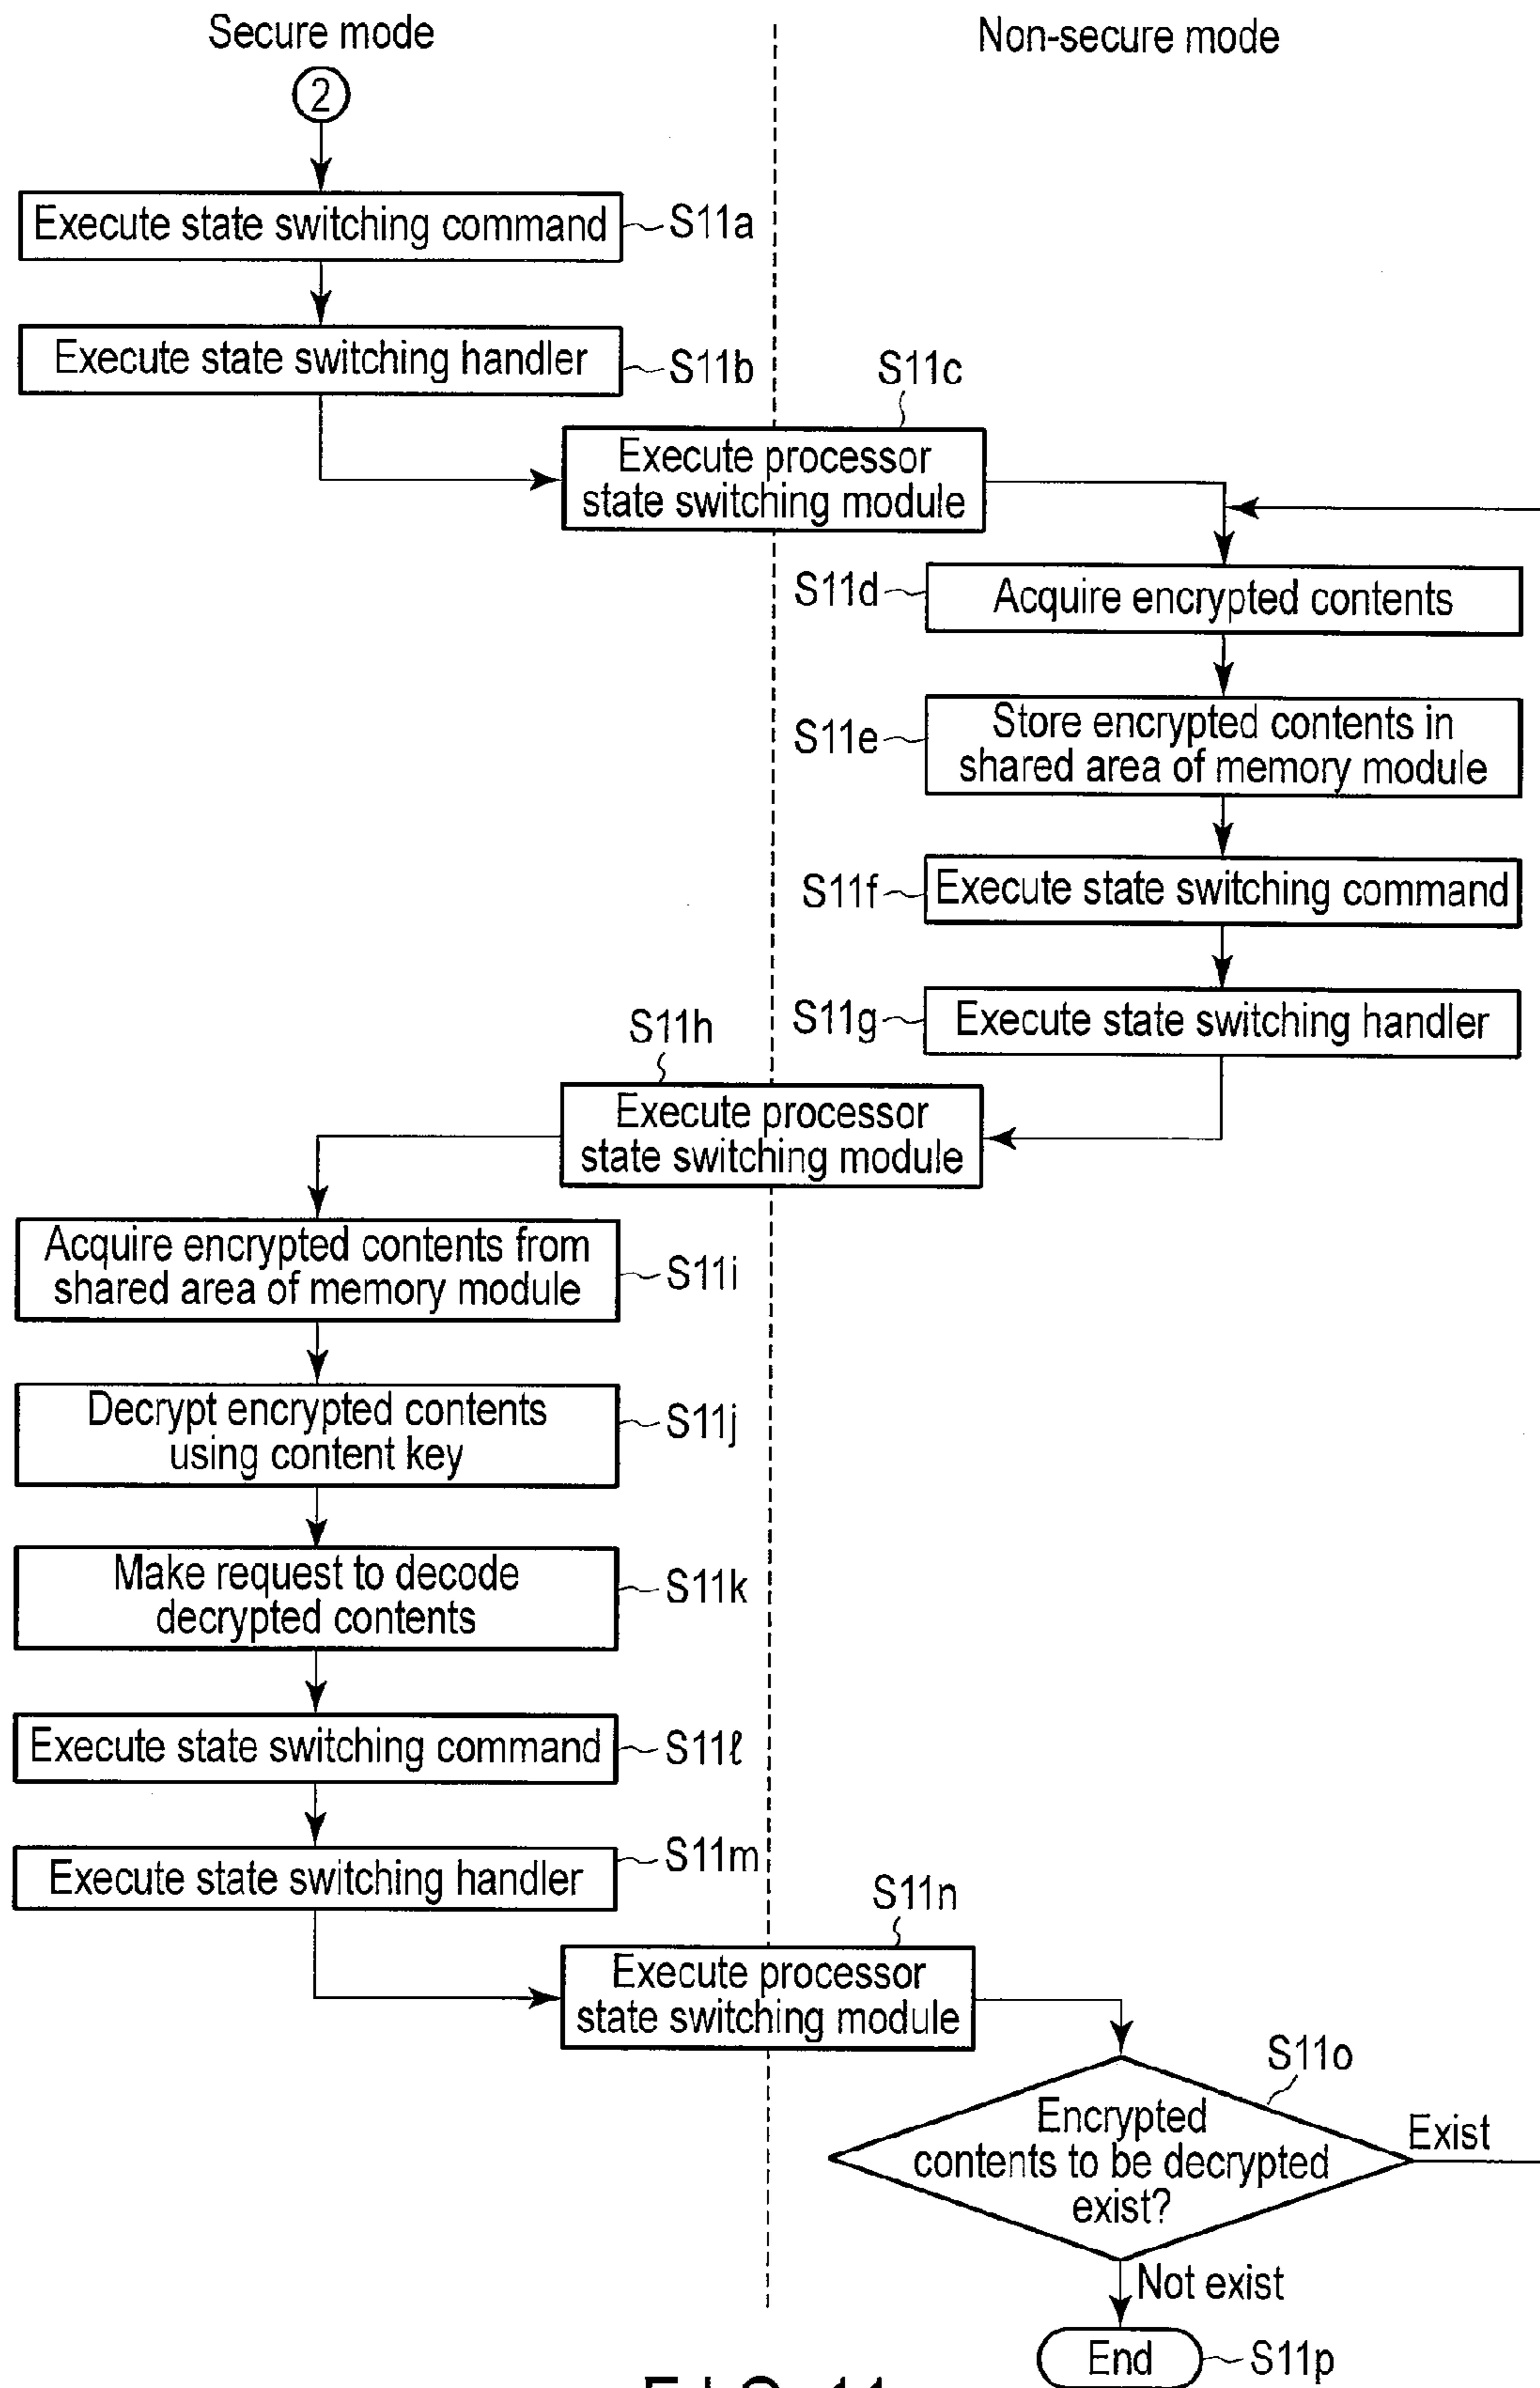 Secure mode
Non-secure mode
2
Execute state switching command
S11a
Execute state switching handler
S11b
S11c
Execute processor
state switching module
S11d
Acquire encrypted contents
S11e
Store encrypted contents in
shared area of memory module
S11f
Execute state switching command
S11g
Execute state switching handler
S11h
Execute processor
state switching module
Acquire encrypted contents from
shared area of memory module
S11i
Decrypt encrypted contents
using content key
S11j
Make request to decode
decrypted contents
S11k
Execute state switching command
S11ℓ
Execute state switching handler
S11m
S11n
Execute processor
state switching module
S11o
Encrypted
contents to be decrypted
exist?
Exist
Not exist
End
S11p
FIG. 11